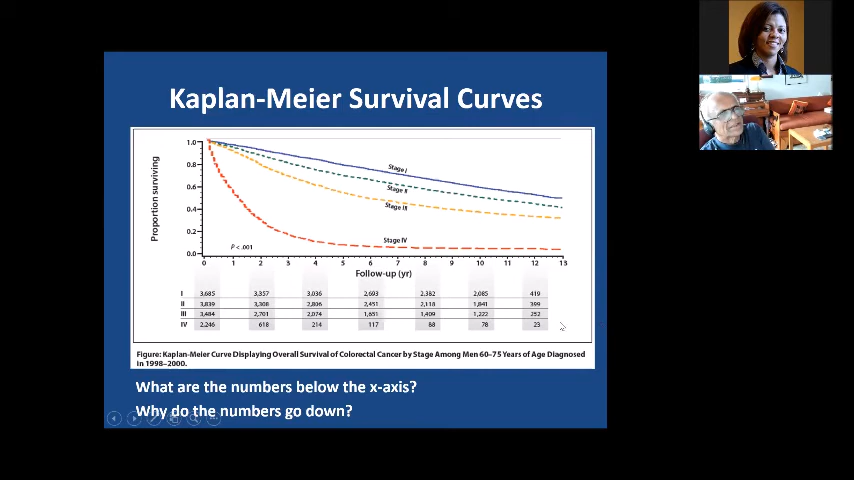 Kaplan-Meier Survival Curves
Proportion surviving
1.0
0.8
0.6
0.4
0.2
0.0
Stage I
Stage II
Stage III
Stage IV
P < .001
0 1 2 3 4 5 6 7 8 9 10 11 12 13
Follow-up (yr)
I 3,685 3,357 3,036 2,693 2,382 2,085 419
II 3,839 3,308 2,806 2,451 2,118 1,841 399
III 3,484 2,701 2,074 1,651 1,409 1,222 252
IV 2,246 618 214 117 88 78 23
Figure: Kaplan-Meier Curve Displaying Overall Survival of Colorectal Cancer by Stage Among Men 60-75 Years of Age Diagnosed
in 1998-2000.
What are the numbers below the x-axis?
Why do the numbers go down?